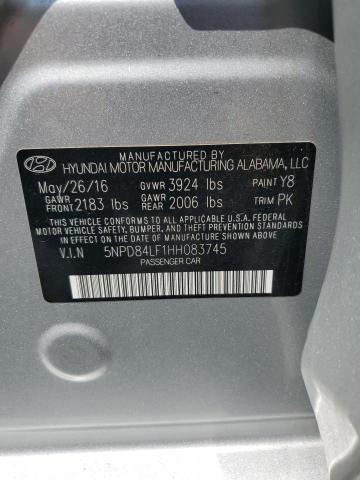 MANUFACTURED BY
HYUNDAI MOTOR MANUFACTURING ALABAMA, LLC
May/26/16 GVWR 3924 lbs PAINT Y8
GAWR FRONT 2183 lbs GAWR REAR 2006 lbs TRIM PK
THIS VEHICLE CONFORMS TO ALL APPLICABLE U.S.A. FEDERAL
MOTOR VEHICLE SAFETY, BUMPER, AND THEFT PREVENTION
STANDARDS IN EFFECT ON THE DATE OF MANUFACTURE SHOWN ABOVE.
V.I.N 5NPD84LF1HH083745
PASSENGER CAR